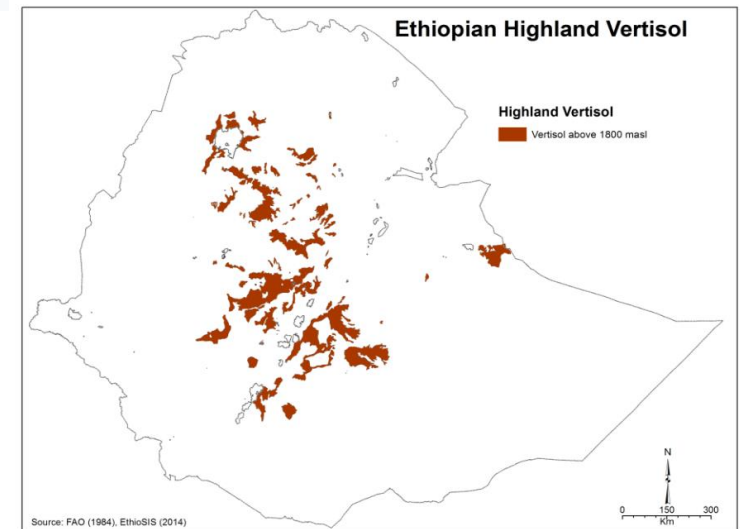 Ethiopian Highland Vertisol
Highland Vertisol
Vertisol above 1800 masl
N
0 150 300
Km
Source: FAO (1984), EthioSIS (2014)